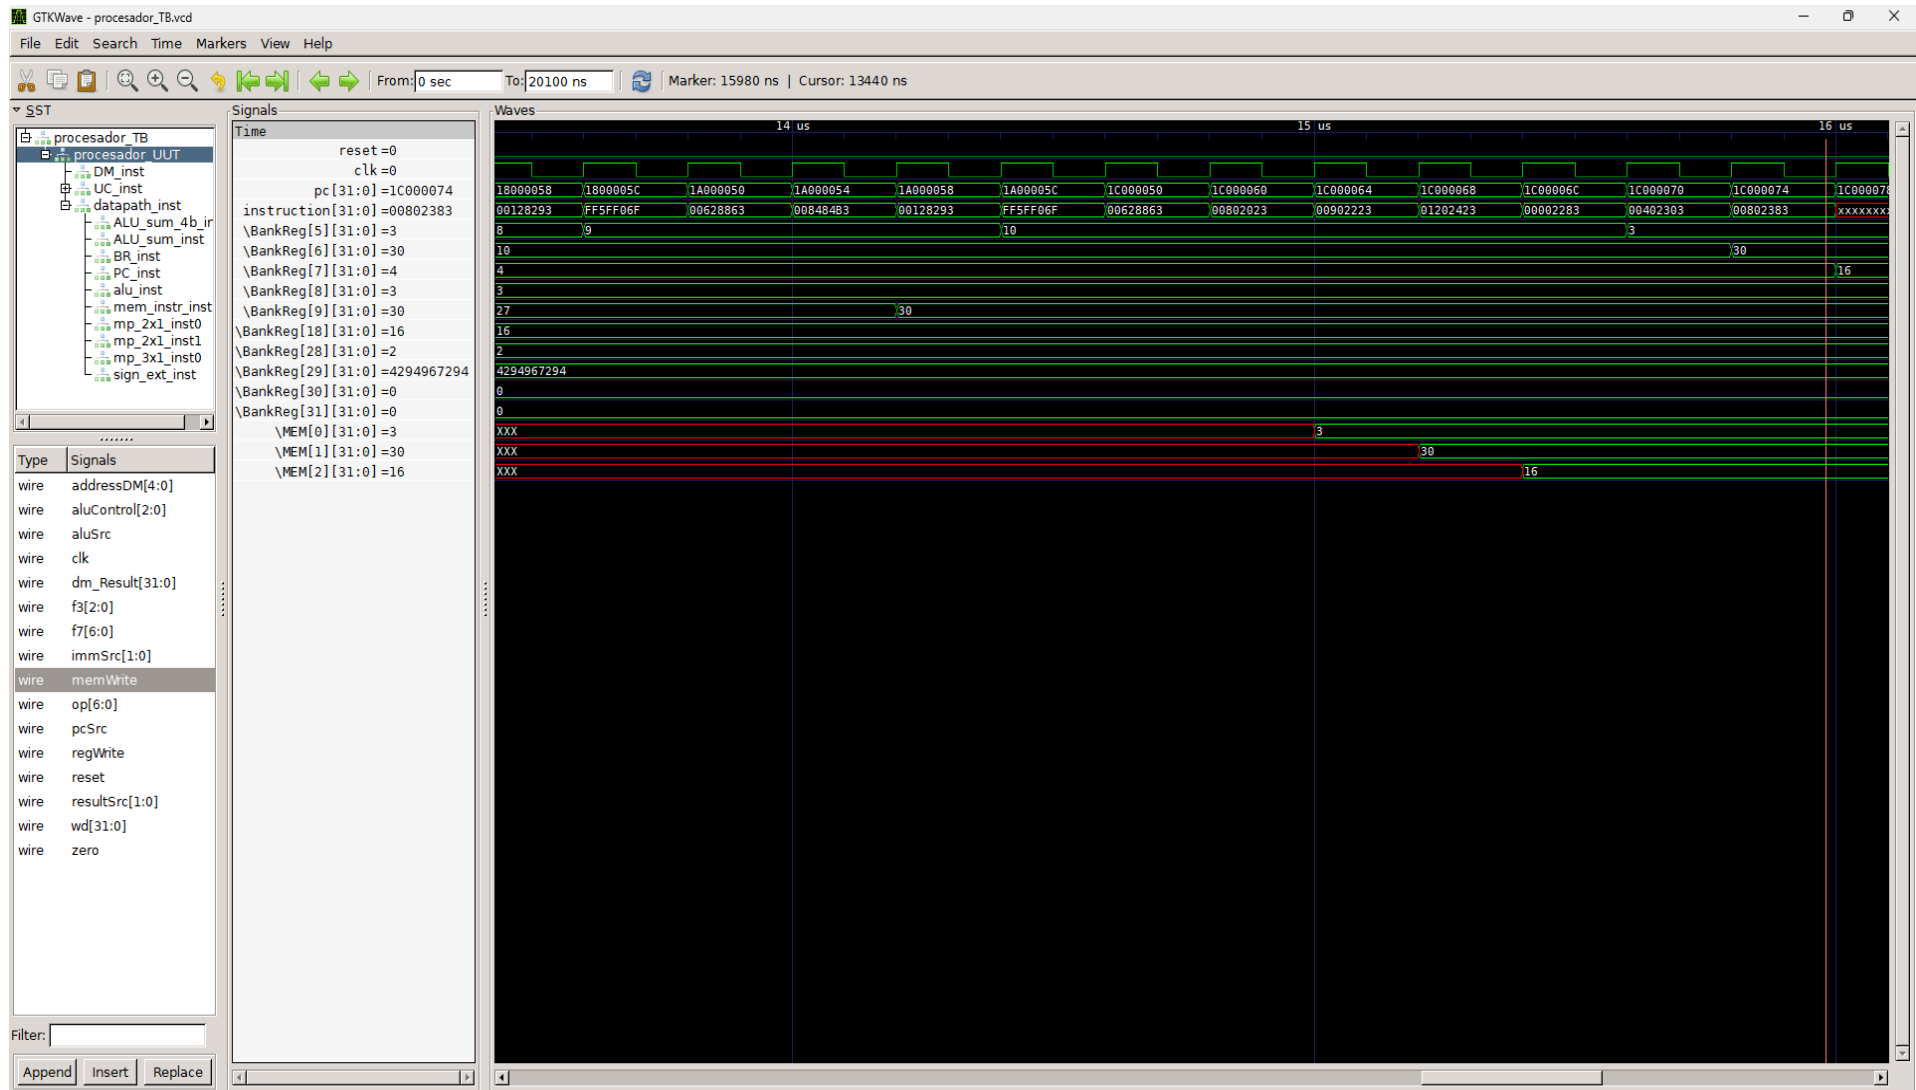 GTKWave - procesador_TB.vcd
File Edit Search Time Markers View Help
From: 0 sec To: 20100 ns Marker: 15980 ns | Cursor: 13440 ns
SST
procesador_TB
procesador_UUT
DM_inst
UC_inst
datapath_inst
ALU_sum_4b_ir
ALU_sum_inst
BR_inst
PC_inst
alu_inst
mem_instr_inst
mp_2x1_inst0
mp_2x1_inst1
mp_3x1_inst0
sign_ext_inst
Type Signals
wire addressDM[4:0]
wire aluControl[2:0]
wire aluSrc
wire clk
wire dm_Result[31:0]
wire f3[2:0]
wire f7[6:0]
wire immSrc[1:0]
wire memWrite
wire op[6:0]
wire pcSrc
wire regWrite
wire reset
wire resultSrc[1:0]
wire wd[31:0]
wire zero
Filter:
Append Insert Replace
Signals
Time
reset=0
clk=0
pc[31:0]=1C000074
instruction[31:0]=00802383
\BankReg[5][31:0]=3
\BankReg[6][31:0]=30
\BankReg[7][31:0]=4
\BankReg[8][31:0]=3
\BankReg[9][31:0]=30
\BankReg[18][31:0]=16
\BankReg[28][31:0]=2
\BankReg[29][31:0]=4294967294
\BankReg[30][31:0]=0
\BankReg[31][31:0]=0
\MEM[0][31:0]=3
\MEM[1][31:0]=30
\MEM[2][31:0]=16
Waves
14 us 15 us 16 us
18000058 1800005C 1A000050 1A000054 1A000058 1A00005C 1C000050 1C000060 1C000064 1C000068 1C00006C 1C000070 1C000074 1C000078
00128293 FF5FF06F 00628863 008484B3 00128293 FF5FF06F 00628863 00802023 00902223 01202423 00002283 00402303 00802383 xxxxxxxx
8 9 10 3
10 30
4 16
3
27 30
16
2
4294967294
0
0
XXX 3
XXX 30
XXX 16